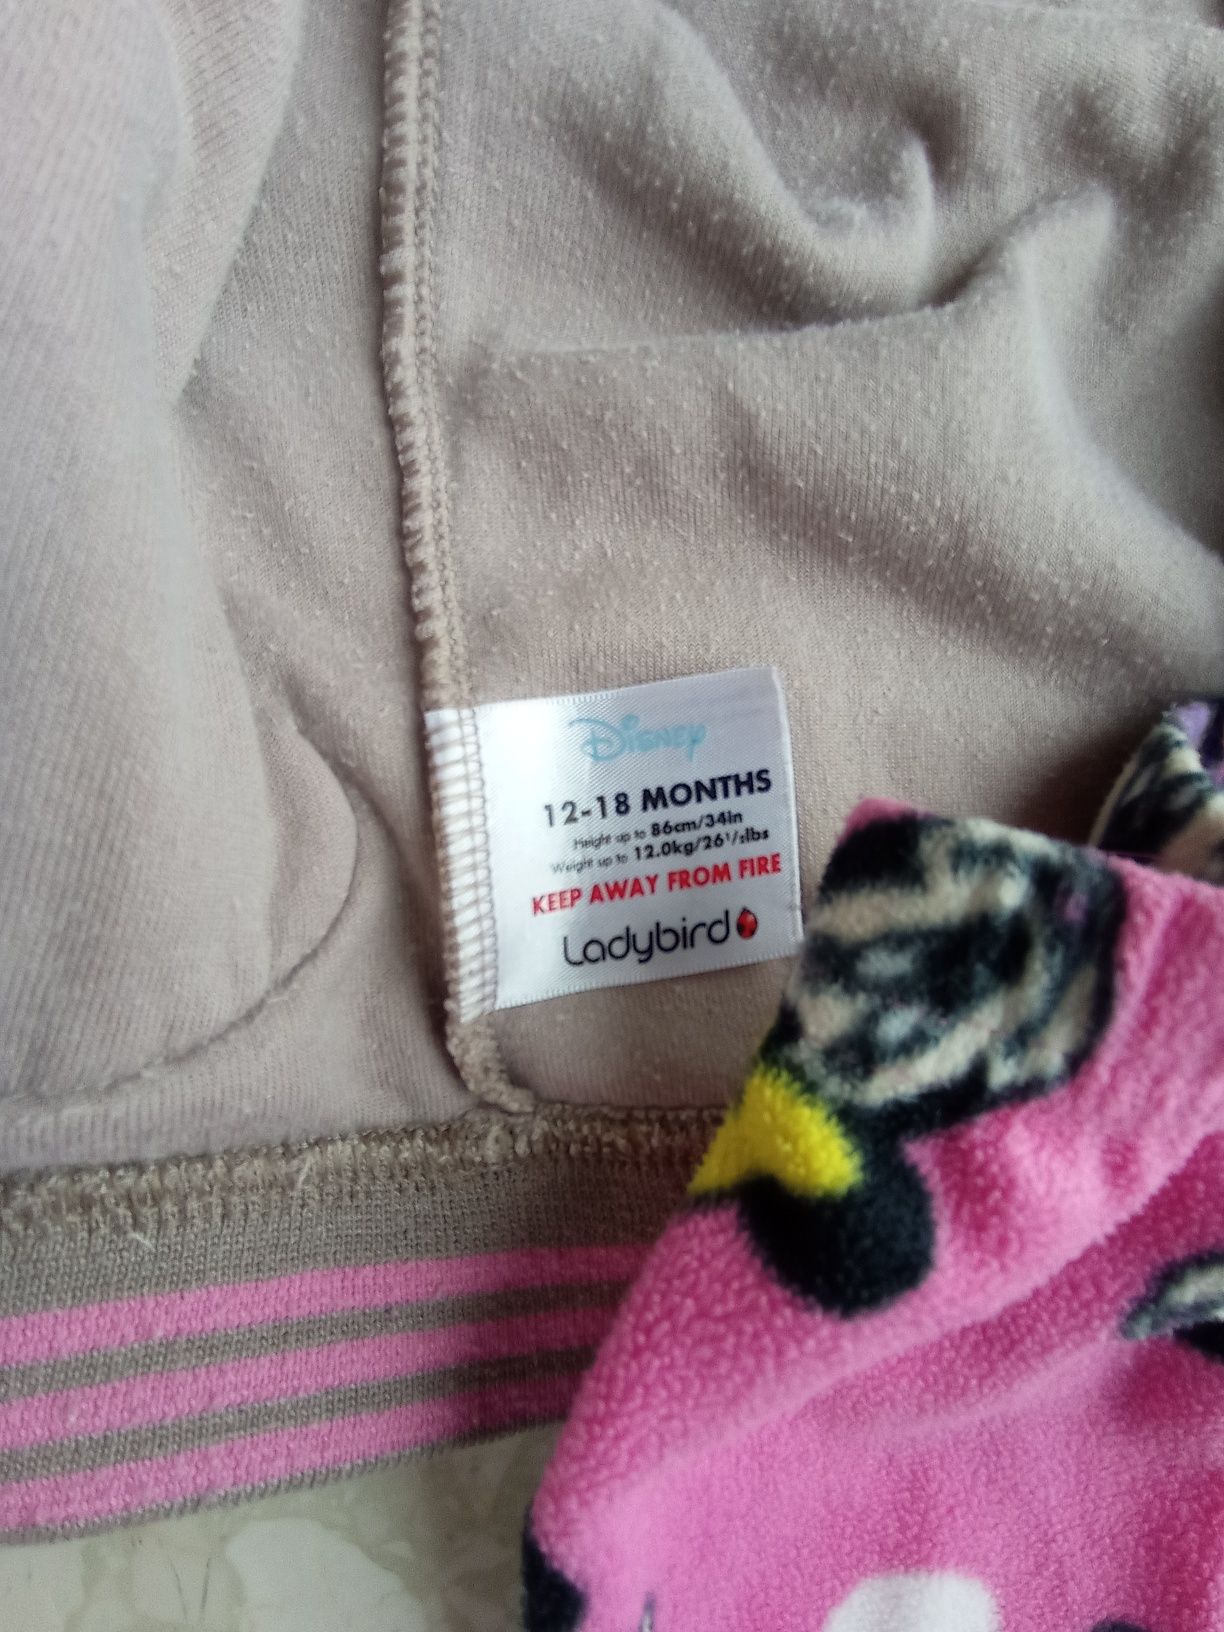 Disney
12-18 MONTHS
Height up to 86cm/34in
Weight up to 12.0kg/26¹/₂lbs
KEEP AWAY FROM FIRE
Ladybird